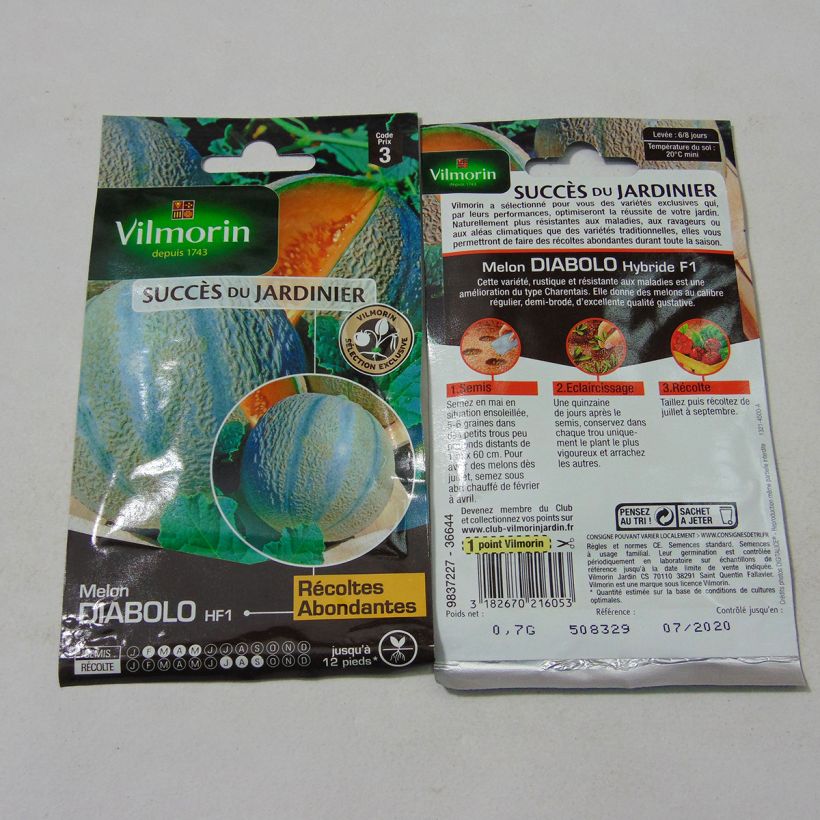 Code
Prix
3
Vilmorin
depuis 1743
SUCCÈS DU JARDINIER
VILMORIN
SÉLECTION EXCLUSIVE
Melon
DIABOLO HF1
Récoltes
Abondantes
SEMIS : J F M A M J J A S O N D
RÉCOLTE J F M A M J J A S O N D
jusqu'à
12 pieds*
Levée : 6/8 jours
Température du sol :
20°C mini
Vilmorin
depuis 1743
SUCCÈS DU JARDINIER
Vilmorin a sélectionné pour vous des variétés exclusives qui,
par leurs performances, optimiseront la réussite de votre jardin.
Naturellement plus résistantes aux maladies, aux ravageurs ou
aux aléas climatiques que des variétés traditionnelles, elles vous
permettront de faire des récoltes abondantes durant toute la saison.
Melon DIABOLO Hybride F1
Cette variété, rustique et résistante aux maladies est une
amélioration du type Charentais. Elle donne des melons au calibre
régulier, demi-brodé, d'excellente qualité gustative.
1.Semis
Semez en mai en
situation ensoleillée,
5-6 graines dans
des petits trous peu
profonds distants de
1 m x 60 cm. Pour
avoir des melons dès
juillet, semez sous
abri chauffé de février
à avril.
2.Eclaircissage
Une quinzaine
de jours après le
semis, conservez dans
chaque trou unique-
ment le plant le plus
vigoureux et arrachez
les autres.
3.Récolte
Taillez puis récoltez de
juillet à septembre.
1321-4500-A
Devenez membre du Club
et collectionnez vos points sur
www.club-vilmorinjardin.fr
1 point Vilmorin
9837227 - 36644
3 182670 216053
PENSEZ
AU TRI !
SACHET
A JETER
CONSIGNE POUVANT VARIER LOCALEMENT > WWW.CONSIGNESDETRI.FR
Règles et normes CE. Semences standard. Semences
à usage familial. Leur germination est contrôlée
périodiquement en laboratoire sur échantillons de
référence jusqu'à la date limite de vente indiquée.
Vilmorin Jardin CS 70110 38291 Saint Quentin Fallavier.
Vilmorin est une marque sous licence Vilmorin.
* Quantité estimée sur la base de conditions de cultures
optimales.
Poids net :
Référence :
Contrôlé jusqu'en :
0,7G 508329 07/2020